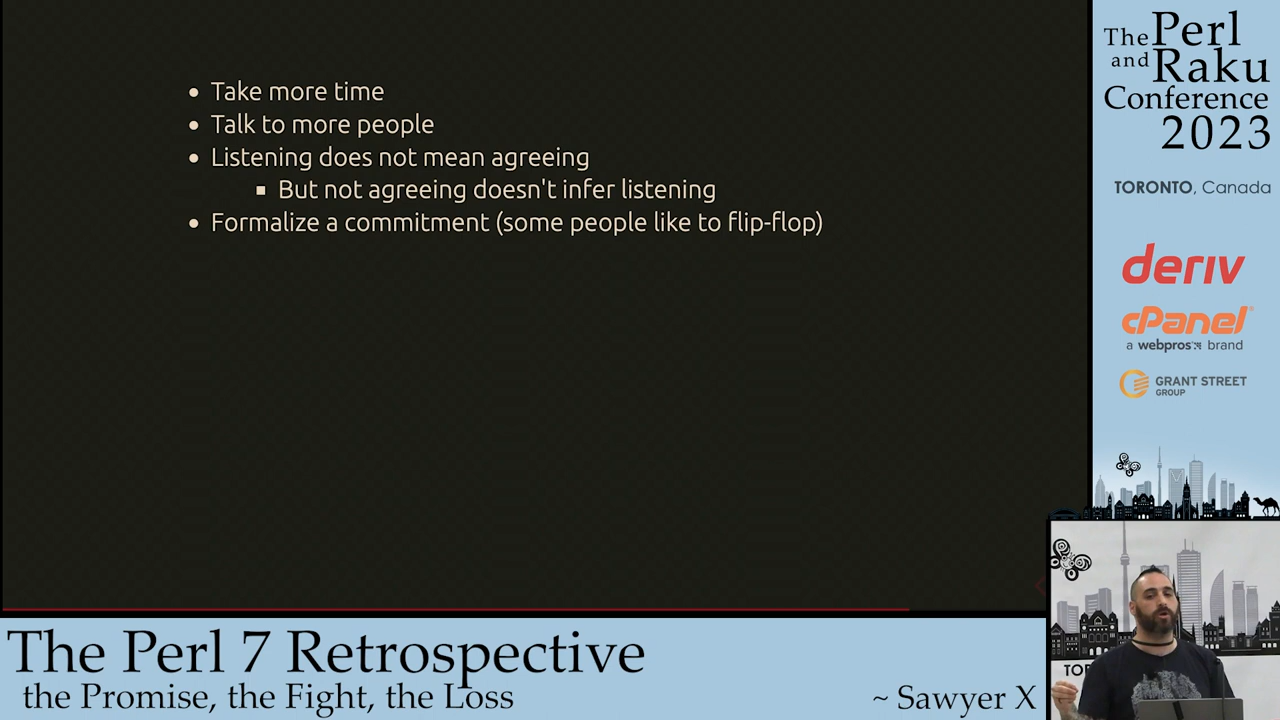 Take more time
Talk to more people
Listening does not mean agreeing
But not agreeing doesn't infer listening
Formalize a commitment (some people like to flip-flop)
The Perl
and Raku
Conference
2023
TORONTO, Canada
deriv
cPanel®
a webpros brand
GRANT STREET
GROUP
The Perl 7 Retrospective
the Promise, the Fight, the Loss
~ Sawyer X